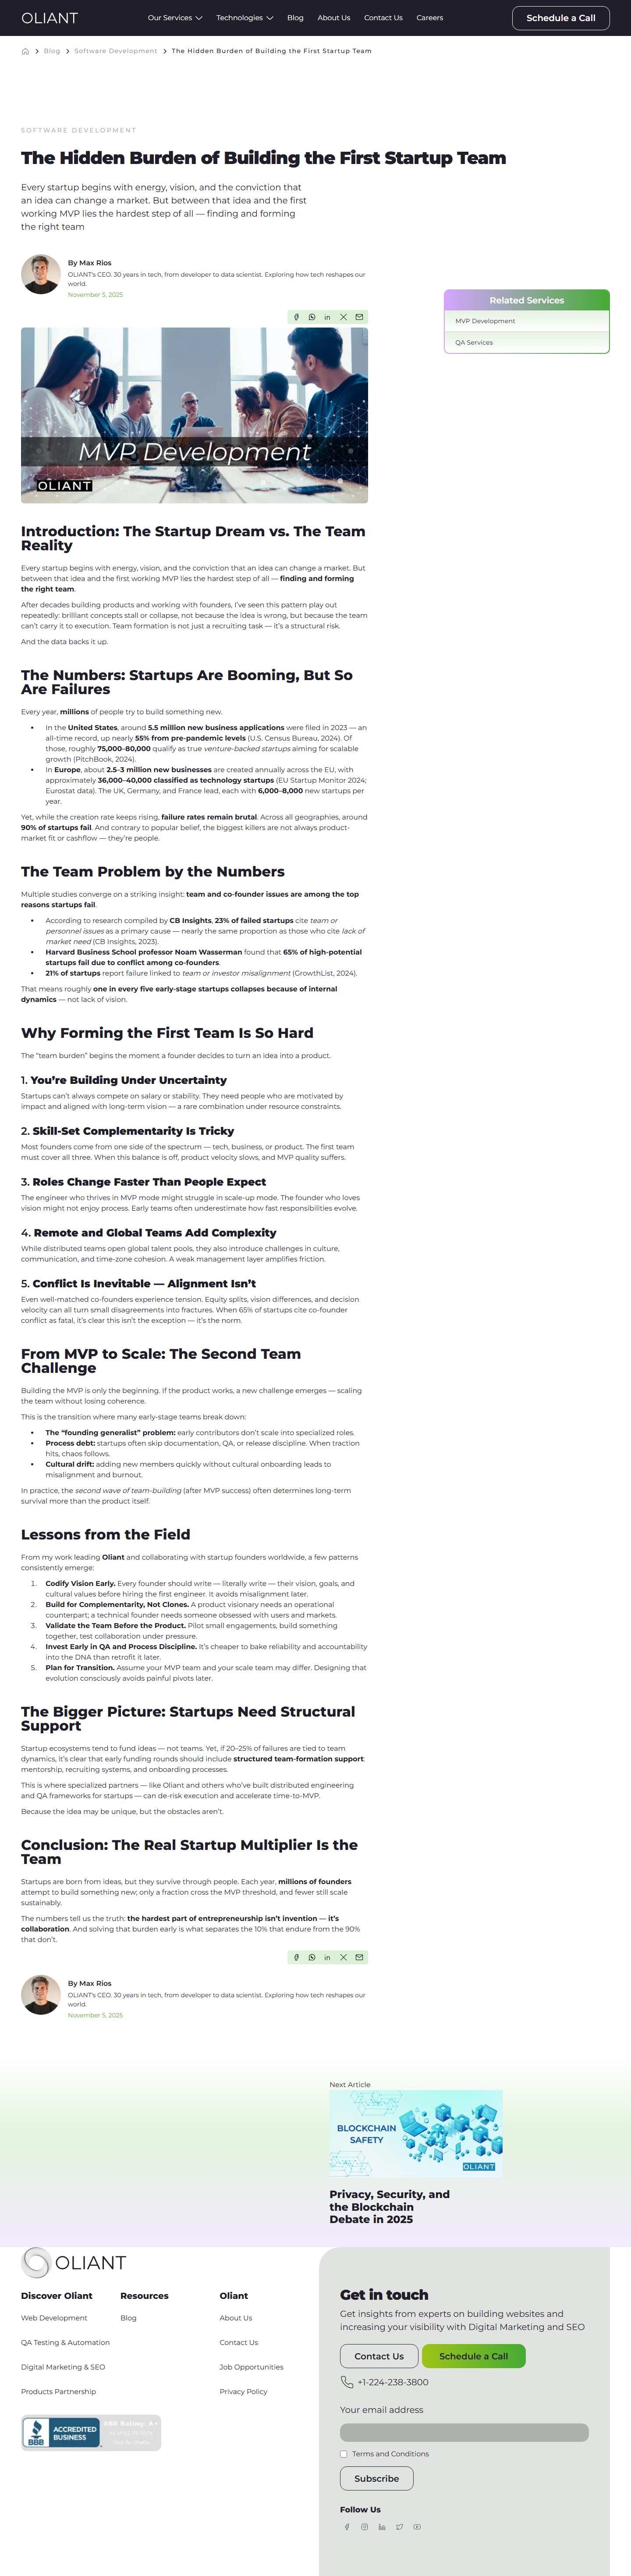 OLIANT
Our Services
Technologies
Blog
About Us
Contact Us
Careers
Schedule a Call
Blog
Software Development
The Hidden Burden of Building the First Startup Team
SOFTWARE DEVELOPMENT
The Hidden Burden of Building the First Startup Team
Every startup begins with energy, vision, and the conviction that
an idea can change a market. But between that idea and the first
working MVP lies the hardest step of all — finding and forming
the right team
By Max Rios
OLIANT's CEO. 30 years in tech, from developer to data scientist. Exploring how tech reshapes our
world.
November 5, 2025
Related Services
MVP Development
QA Services
MVP Development
OLIANT
Introduction: The Startup Dream vs. The Team
Reality
Every startup begins with energy, vision, and the conviction that an idea can change a market. But
between that idea and the first working MVP lies the hardest step of all — finding and forming
the right team.
After decades building products and working with founders, I've seen this pattern play out
repeatedly: brilliant concepts stall or collapse, not because the idea is wrong, but because the team
can't carry it to execution. Team formation is not just a recruiting task — it's a structural risk.
And the data backs it up.
The Numbers: Startups Are Booming, But So
Are Failures
Every year, millions of people try to build something new.
• In the United States, around 5.5 million new business applications were filed in 2023 — an
all-time record, up nearly 55% from pre-pandemic levels (U.S. Census Bureau, 2024). Of
those, roughly 75,000–80,000 qualify as true venture-backed startups aiming for scalable
growth (PitchBook, 2024).
• In Europe, about 2.5–3 million new businesses are created annually across the EU, with
approximately 36,000–40,000 classified as technology startups (EU Startup Monitor 2024;
Eurostat data). The UK, Germany, and France lead, each with 6,000–8,000 new startups per
year.
Yet, while the creation rate keeps rising, failure rates remain brutal. Across all geographies, around
90% of startups fail. And contrary to popular belief, the biggest killers are not always product-
market fit or cashflow — they're people.
The Team Problem by the Numbers
Multiple studies converge on a striking insight: team and co-founder issues are among the top
reasons startups fail.
• According to research compiled by CB Insights, 23% of failed startups cite team or
personnel issues as a primary cause — nearly the same proportion as those who cite lack of
market need (CB Insights, 2023).
• Harvard Business School professor Noam Wasserman found that 65% of high-potential
startups fail due to conflict among co-founders.
• 21% of startups report failure linked to team or investor misalignment (GrowthList, 2024).
That means roughly one in every five early-stage startups collapses because of internal
dynamics — not lack of vision.
Why Forming the First Team Is So Hard
The "team burden" begins the moment a founder decides to turn an idea into a product.
1. You're Building Under Uncertainty
Startups can't always compete on salary or stability. They need people who are motivated by
impact and aligned with long-term vision — a rare combination under resource constraints.
2. Skill-Set Complementarity Is Tricky
Most founders come from one side of the spectrum — tech, business, or product. The first team
must cover all three. When this balance is off, product velocity slows, and MVP quality suffers.
3. Roles Change Faster Than People Expect
The engineer who thrives in MVP mode might struggle in scale-up mode. The founder who loves
vision might not enjoy process. Early teams often underestimate how fast responsibilities evolve.
4. Remote and Global Teams Add Complexity
While distributed teams open global talent pools, they also introduce challenges in culture,
communication, and time-zone cohesion. A weak management layer amplifies friction.
5. Conflict Is Inevitable — Alignment Isn't
Even well-matched co-founders experience tension. Equity splits, vision differences, and decision
velocity can all turn small disagreements into fractures. When 65% of startups cite co-founder
conflict as fatal, it's clear this isn't the exception — it's the norm.
From MVP to Scale: The Second Team
Challenge
Building the MVP is only the beginning. If the product works, a new challenge emerges — scaling
the team without losing coherence.
This is the transition where many early-stage teams break down:
• The "founding generalist" problem: early contributors don't scale into specialized roles.
• Process debt: startups often skip documentation, QA, or release discipline. When traction
hits, chaos follows.
• Cultural drift: adding new members quickly without cultural onboarding leads to
misalignment and burnout.
In practice, the second wave of team-building (after MVP success) often determines long-term
survival more than the product itself.
Lessons from the Field
From my work leading Oliant and collaborating with startup founders worldwide, a few patterns
consistently emerge:
1. Codify Vision Early. Every founder should write — literally write — their vision, goals, and
cultural values before hiring the first engineer. It avoids misalignment later.
2. Build for Complementarity, Not Clones. A product visionary needs an operational
counterpart; a technical founder needs someone obsessed with users and markets.
3. Validate the Team Before the Product. Pilot small engagements, build something
together, test collaboration under pressure.
4. Invest Early in QA and Process Discipline. It's cheaper to bake reliability and accountability
into the DNA than retrofit it later.
5. Plan for Transition. Assume your MVP team and your scale team may differ. Designing that
evolution consciously avoids painful pivots later.
The Bigger Picture: Startups Need Structural
Support
Startup ecosystems tend to fund ideas — not teams. Yet, if 20–25% of failures are tied to team
dynamics, it's clear that early funding rounds should include structured team-formation support:
mentorship, recruiting systems, and onboarding processes.
This is where specialized partners — like Oliant and others who've built distributed engineering
and QA frameworks for startups — can de-risk execution and accelerate time-to-MVP.
Because the idea may be unique, but the obstacles aren't.
Conclusion: The Real Startup Multiplier Is the
Team
Startups are born from ideas, but they survive through people. Each year, millions of founders
attempt to build something new; only a fraction cross the MVP threshold, and fewer still scale
sustainably.
The numbers tell us the truth: the hardest part of entrepreneurship isn't invention — it's
collaboration. And solving that burden early is what separates the 10% that endure from the 90%
that don't.
By Max Rios
OLIANT's CEO. 30 years in tech, from developer to data scientist. Exploring how tech reshapes our
world.
November 5, 2025
Next Article
BLOCKCHAIN
SAFETY
OLIANT
Privacy, Security, and
the Blockchain
Debate in 2025
OLIANT
Discover Oliant
Web Development
QA Testing & Automation
Digital Marketing & SEO
Products Partnership
Resources
Blog
Oliant
About Us
Contact Us
Job Opportunities
Privacy Policy
BBB
ACCREDITED
BUSINESS
BBB Rating: A+
Get in touch
Get insights from experts on building websites and
increasing your visibility with Digital Marketing and SEO
Contact Us
Schedule a Call
+1-224-238-3800
Your email address
Terms and Conditions
Subscribe
Follow Us